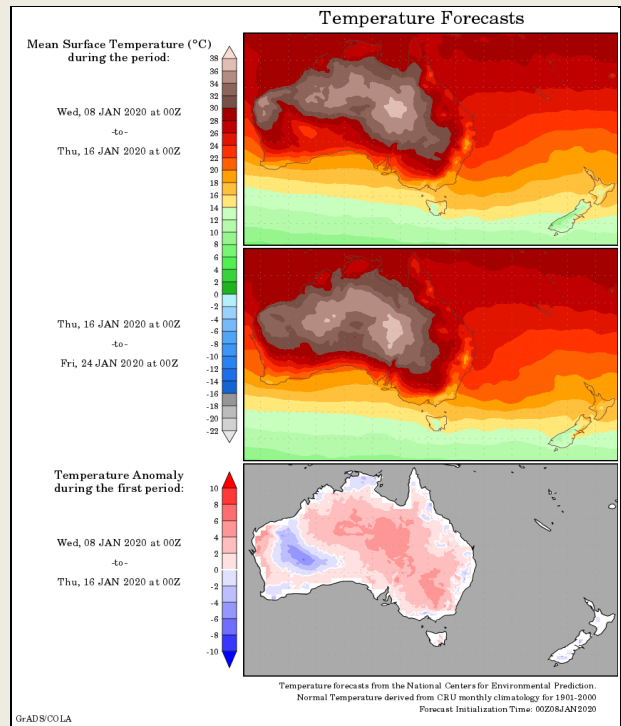 Temperature Forecasts
Mean Surface Temperature (°C)
during the period:
Wed, 08 JAN 2020 at 00Z
-to-
Thu, 16 JAN 2020 at 00Z
38
36
34
32
30
28
26
24
22
20
18
16
14
12
10
8
6
4
2
0
-2
-4
-6
-8
-10
-12
-14
-16
-18
-20
-22
Thu, 16 JAN 2020 at 00Z
-to-
Fri, 24 JAN 2020 at 00Z
Temperature Anomaly
during the first period:
Wed, 08 JAN 2020 at 00Z
-to-
Thu, 16 JAN 2020 at 00Z
10
8
6
4
2
0
-2
-4
-6
-8
-10
Temperature forecasts from the National Centers for Environmental Prediction.
Normal Temperature derived from CRU monthly climatology for 1901-2000
Forecast Initialization Time: 00Z08JAN2020
GrADS/COLA